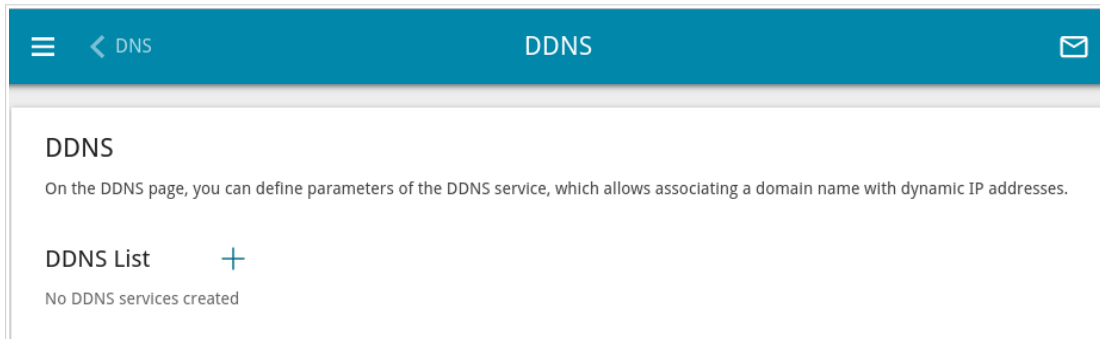 DNS
DDNS
DDNS
On the DDNS page, you can define parameters of the DDNS service, which allows associating a domain name with dynamic IP addresses.
DDNS List
No DDNS services created